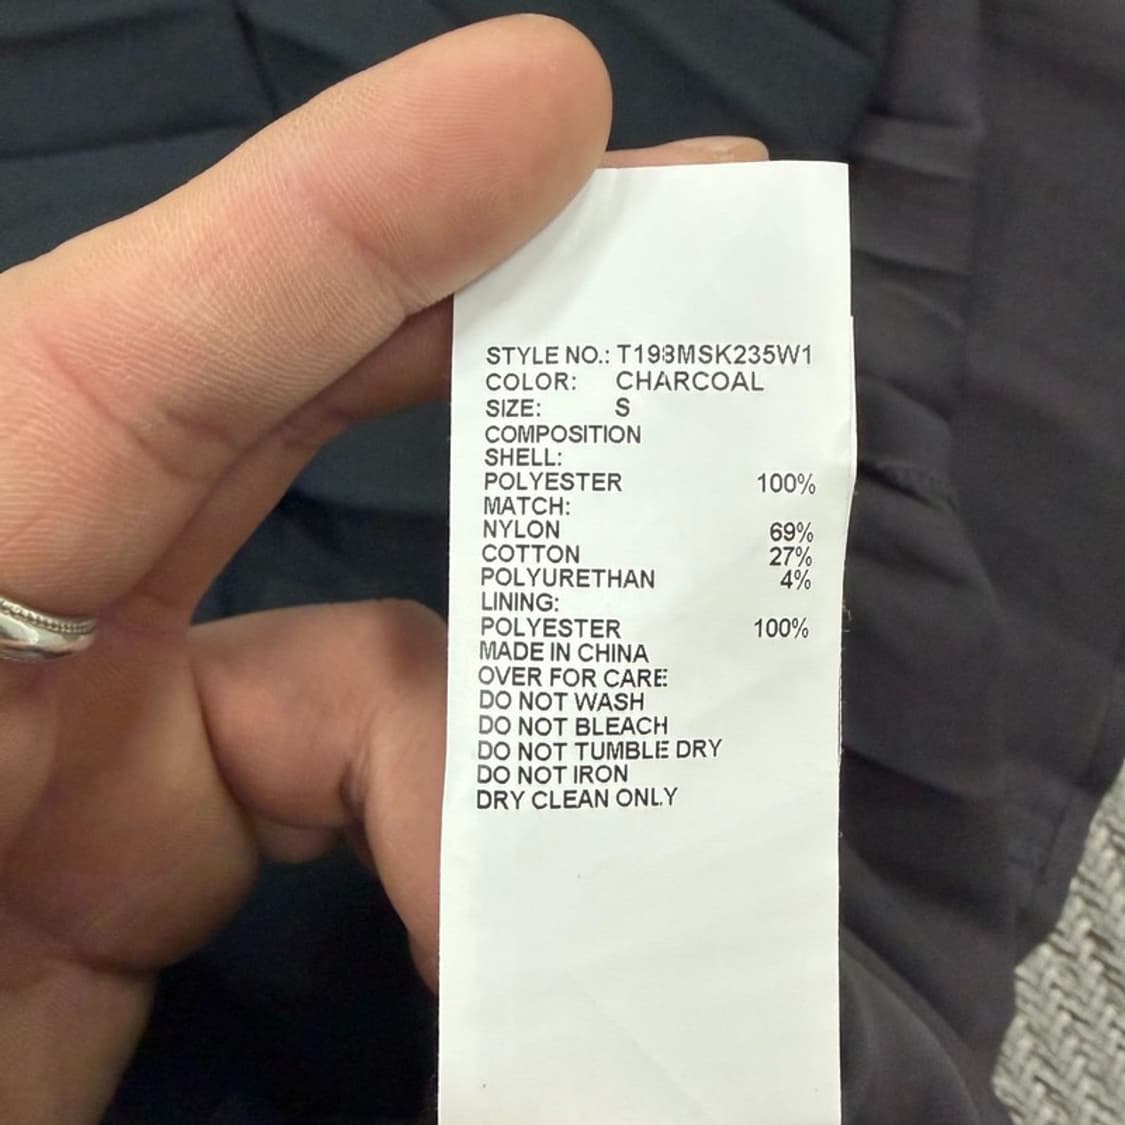 STYLE NO.: T198MSK235W1
COLOR: CHARCOAL
SIZE: S
COMPOSITION
SHELL:
POLYESTER 100%
MATCH:
NYLON 69%
COTTON 27%
POLYURETHAN 4%
LINING:
POLYESTER 100%
MADE IN CHINA
OVER FOR CARE:
DO NOT WASH
DO NOT BLEACH
DO NOT TUMBLE DRY
DO NOT IRON
DRY CLEAN ONLY